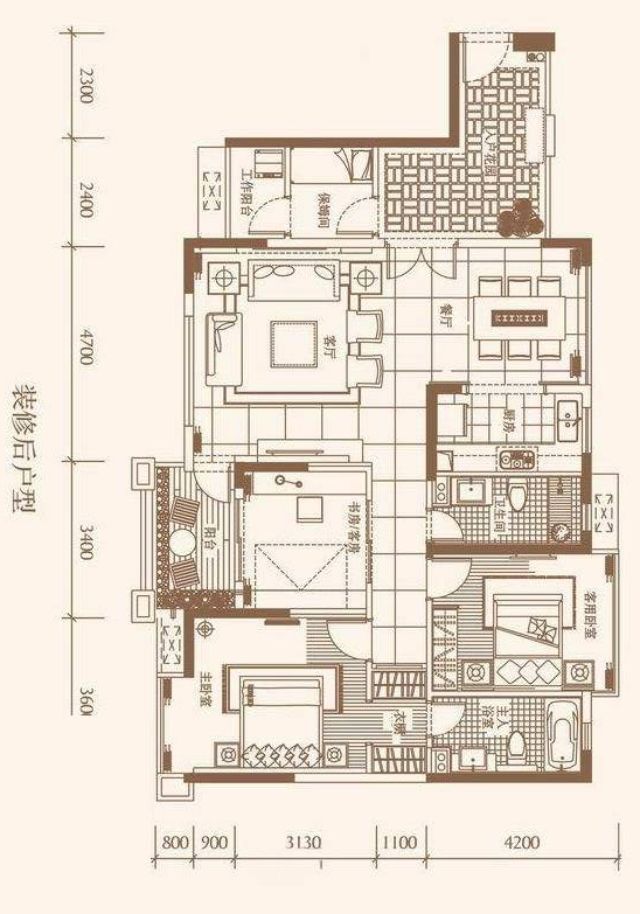 2300
2400
4700
3400
360
装修后户型
入户花园
工作阳台
保姆间
客厅
餐厅
厨房
卫生间
书房/客房
阳台
客用卧室
主卧室
衣橱
主人
浴室
800
900
3130
1100
4200